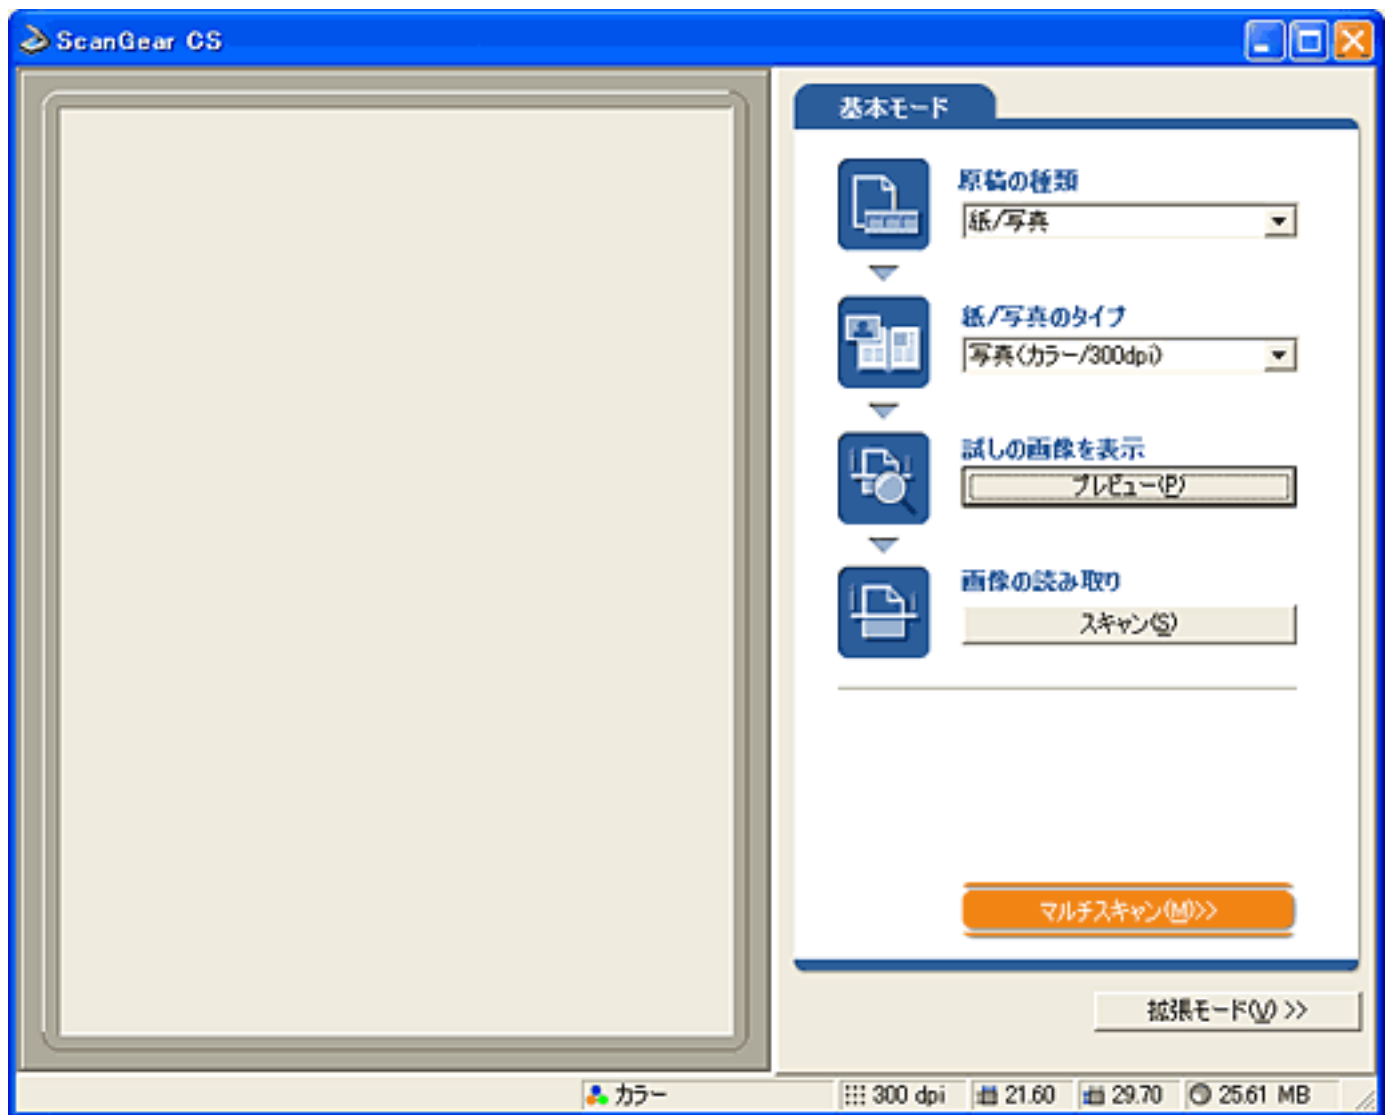 ScanGear CS
基本モード
原稿の種類
紙/写真
紙/写真のタイプ
写真(カラー/300dpi)
試しの画像を表示
プレビュー(P)
画像の読み取り
スキャン(S)
マルチスキャン(M)>>
拡張モード(V) >>
カラー 300 dpi 21.60 29.70 25.61 MB